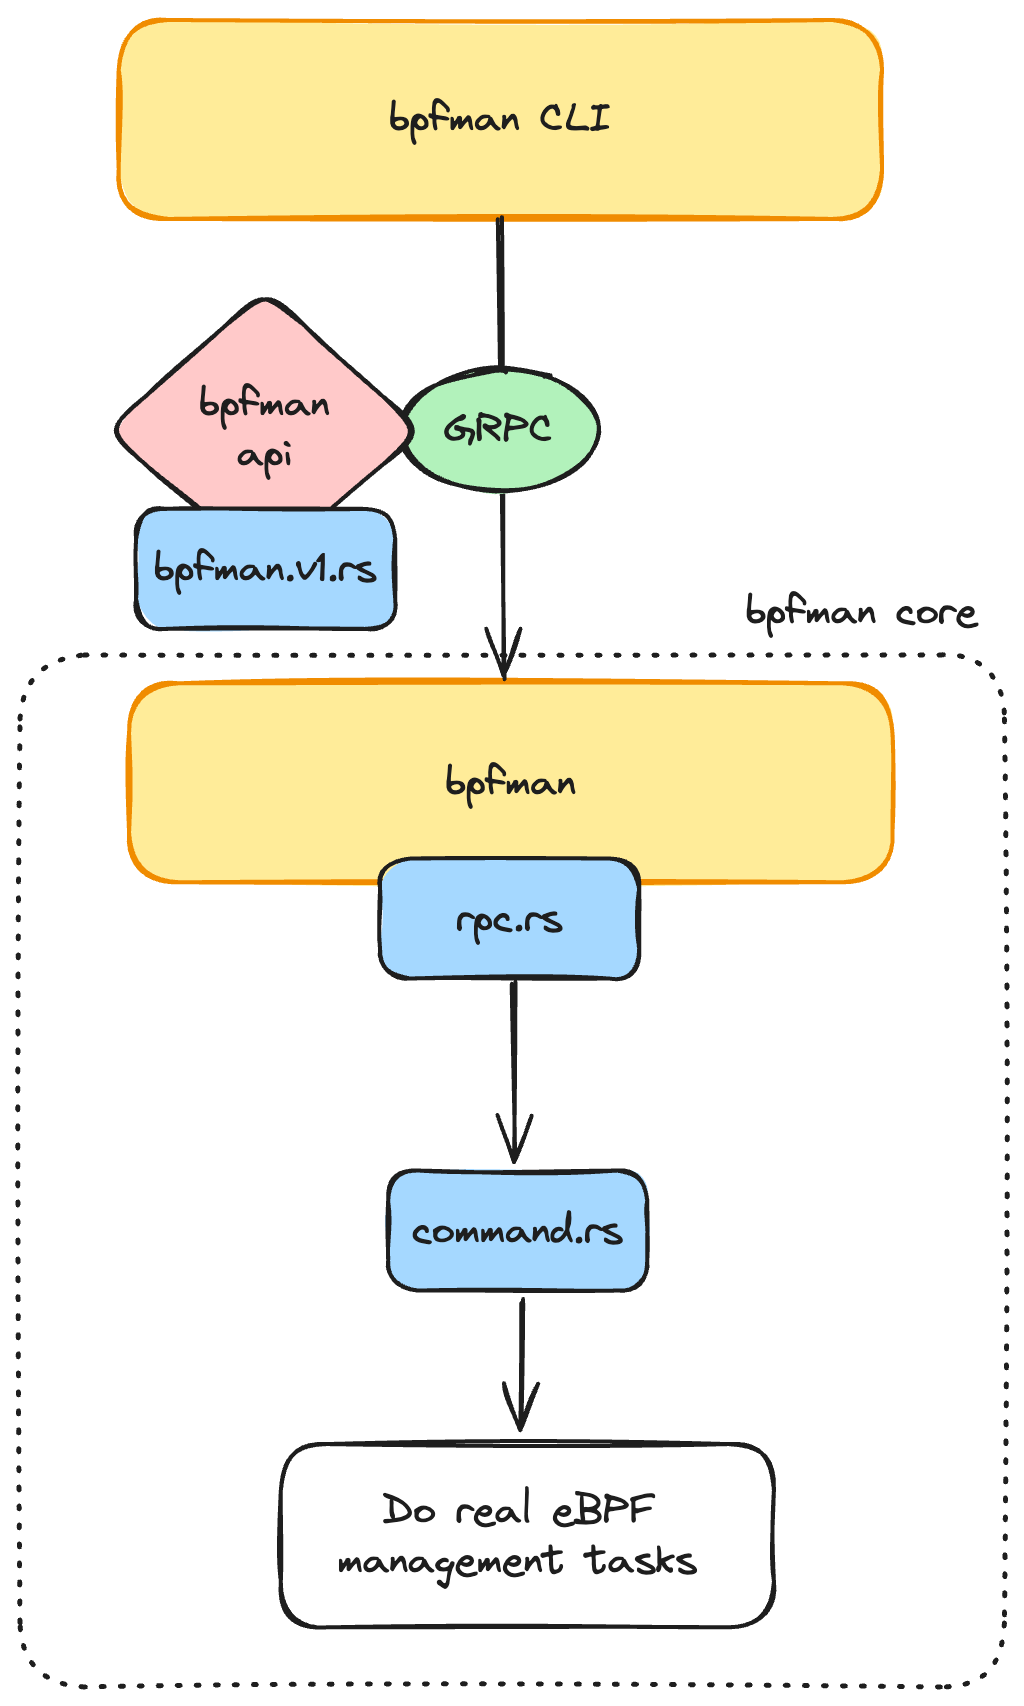 bpfman CLI
bpfman
api
GRPC
bpfman.v1.rs
bpfman core
bpfman
rpc.rs
command.rs
Do real eBPF
management tasks